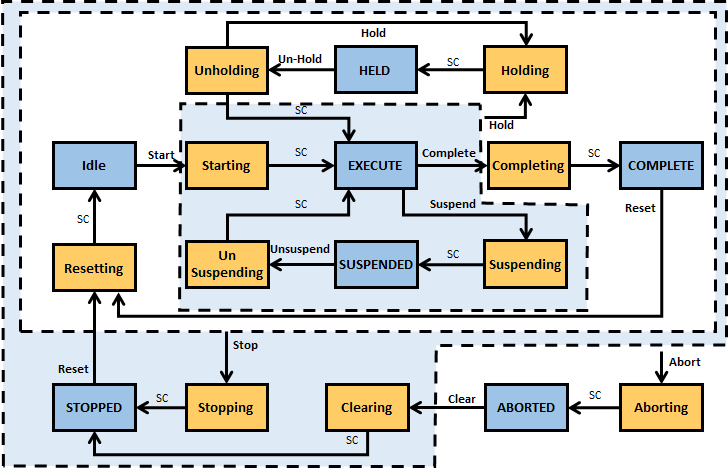 Hold
Unholding
Un-Hold
HELD
SC
Holding
SC
Hold
Idle
Start
Starting
SC
EXECUTE
Complete
Completing
SC
COMPLETE
SC
SC
Suspend
Reset
Resetting
Un
Suspending
Unsuspend
SUSPENDED
SC
Suspending
Stop
Abort
Reset
STOPPED
SC
Stopping
Clearing
Clear
ABORTED
SC
Aborting
SC